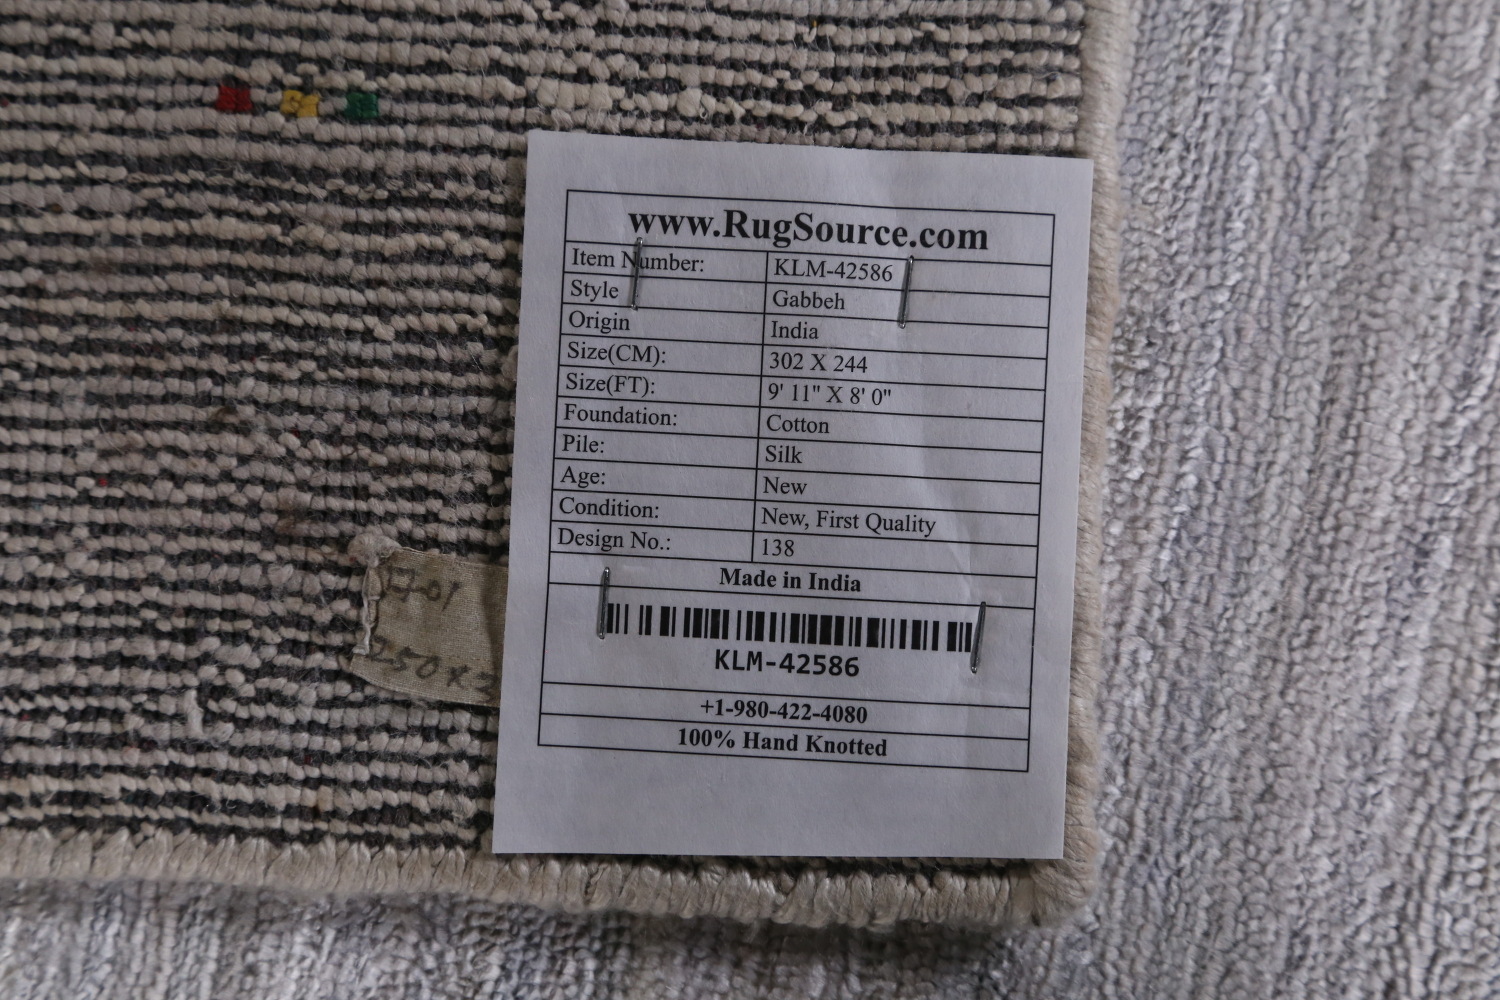 www.RugSource.com
Item Number: KLM-42586
Style Gabbeh
Origin India
Size(CM): 302 X 244
Size(FT): 9' 11" X 8' 0"
Foundation: Cotton
Pile: Silk
Age: New
Condition: New, First Quality
Design No.: 138
Made in India
KLM-42586
+1-980-422-4080
100% Hand Knotted
250 x 3